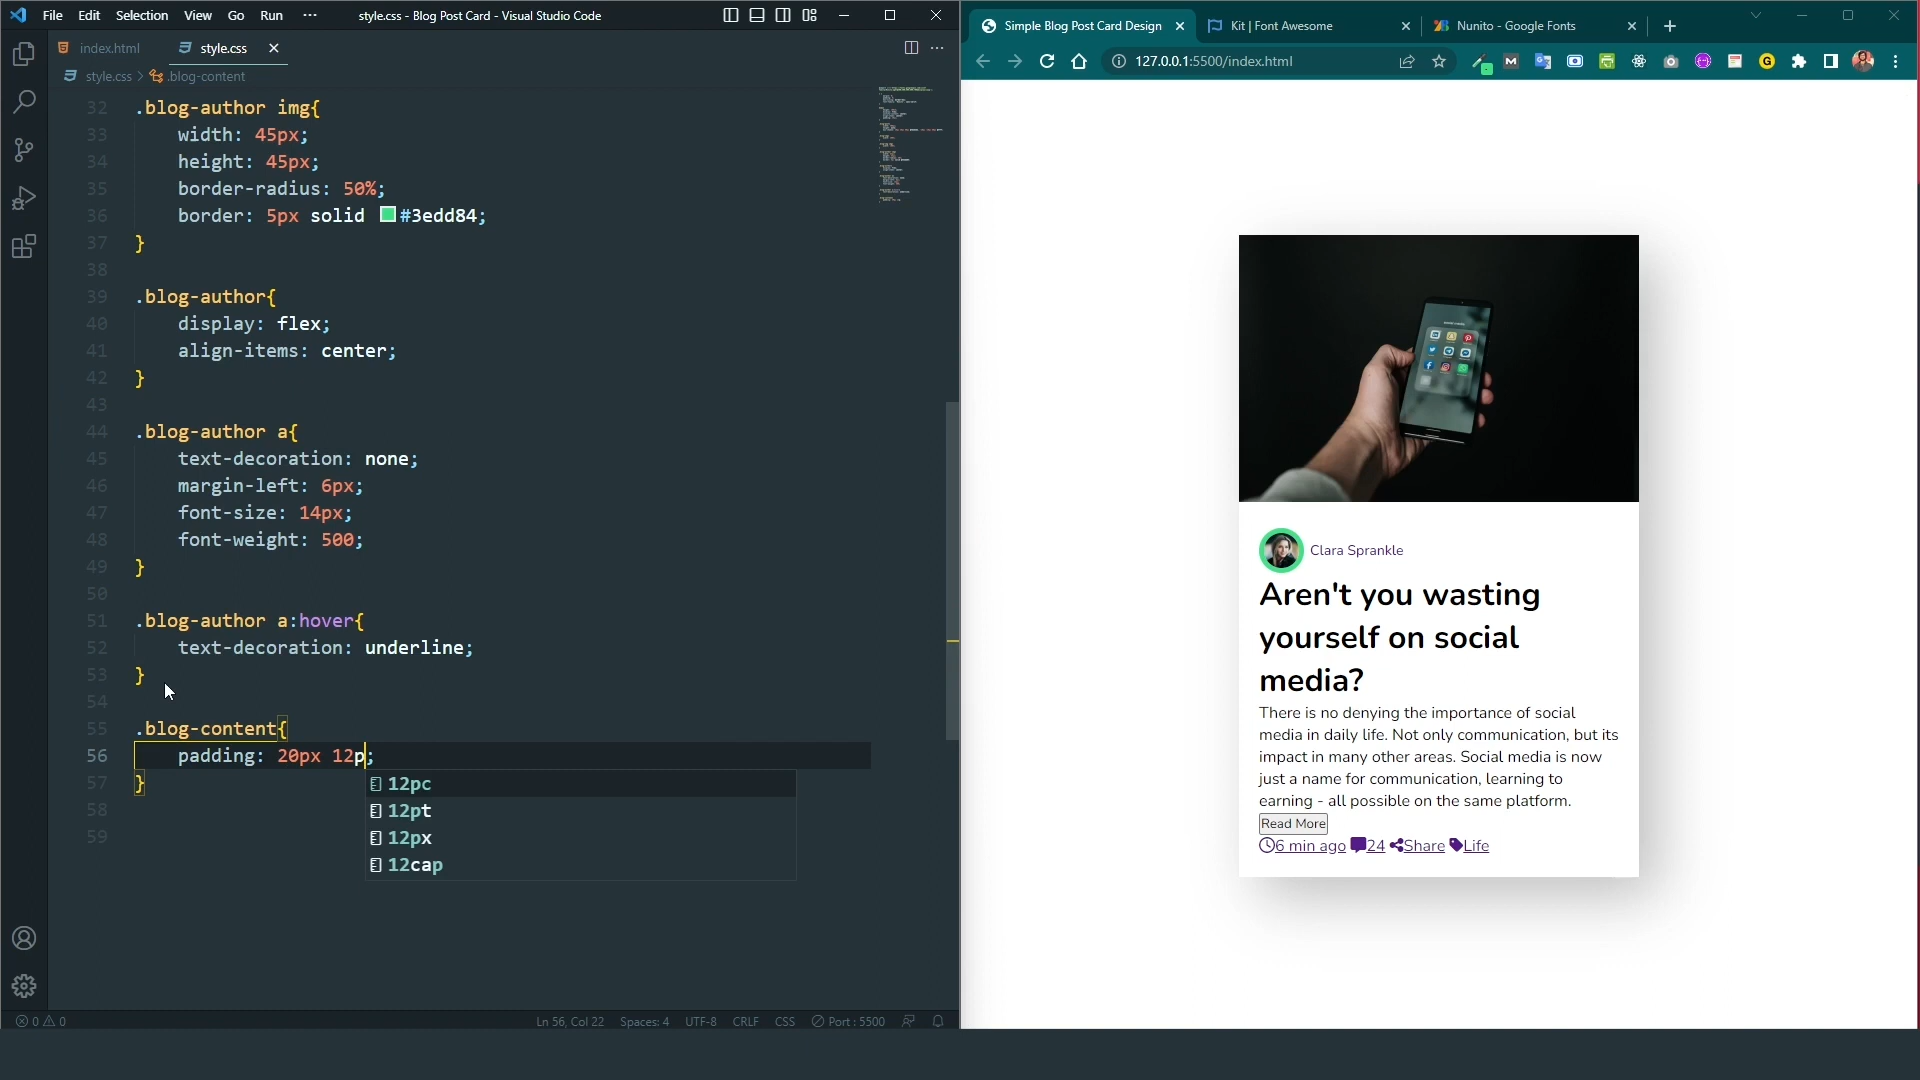 File Edit Selection View Go Run ··· style.css - Blog Post Card - Visual Studio Code
index.html style.css
style.css > .blog-content
32 .blog-author img{
33 width: 45px;
34 height: 45px;
35 border-radius: 50%;
36 border: 5px solid #3edd84;
37 }
38
39 .blog-author{
40 display: flex;
41 align-items: center;
42 }
43
44 .blog-author a{
45 text-decoration: none;
46 margin-left: 6px;
47 font-size: 14px;
48 font-weight: 500;
49 }
50
51 .blog-author a:hover{
52 text-decoration: underline;
53 }
54
55 .blog-content{
56 padding: 20px 12p;
57 }
58
59
12pc
12pt
12px
12cap
0 0 Ln 56, Col 22 Spaces: 4 UTF-8 CRLF CSS Port : 5500
Simple Blog Post Card Design Kit | Font Awesome Nunito - Google Fonts
127.0.0.1:5500/index.html
Clara Sprankle
Aren't you wasting
yourself on social
media?
There is no denying the importance of social
media in daily life. Not only communication, but its
impact in many other areas. Social media is now
just a name for communication, learning to
earning - all possible on the same platform.
Read More
6 min ago 24 Share Life